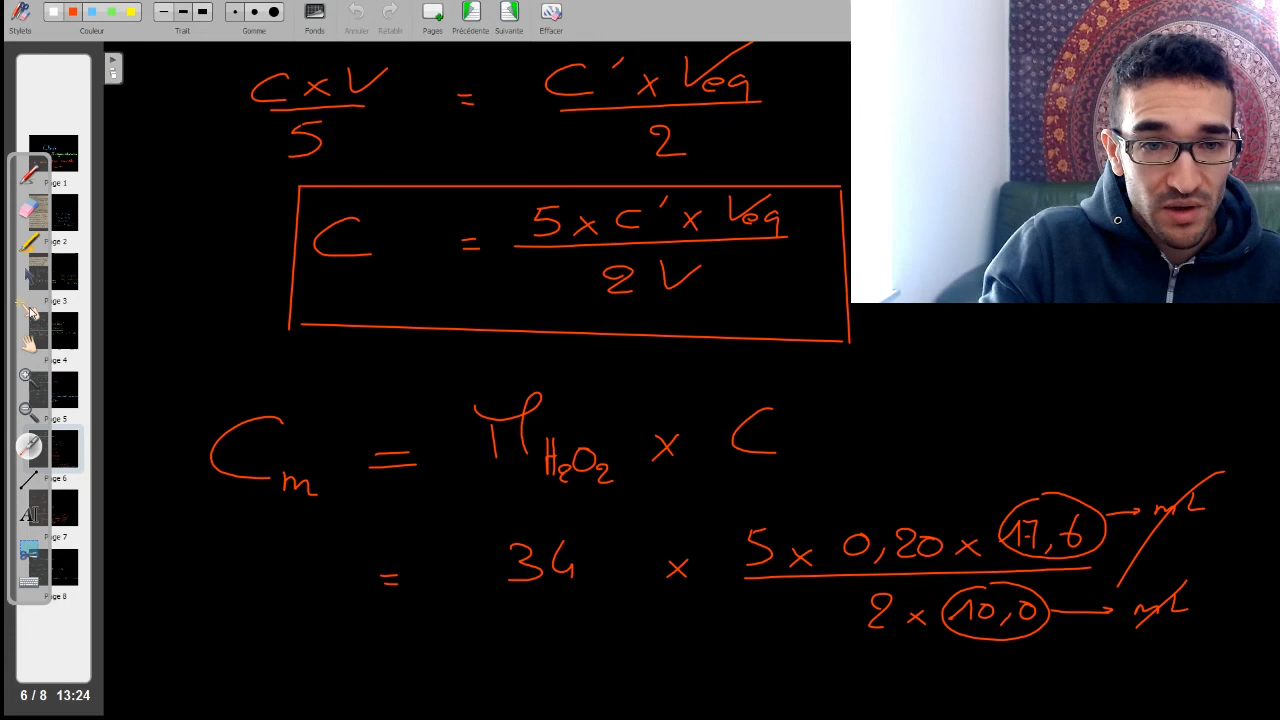 Stylets Couleur Trait Gomme Fonds Annuler Rétablir Pages Précédente Suivante Effacer
C x V / 5 = C' x Veq / 2
C = 5 x C' x Veq / 2 V
Cm = M H2O2 x C
= 34 x 5 x 0,20 x 17,6 / 2 x 10,0
→ mL
→ mL
Page 1
Page 2
Page 3
Page 4
Page 5
Page 6
Page 7
Page 8
6 / 8 13:24